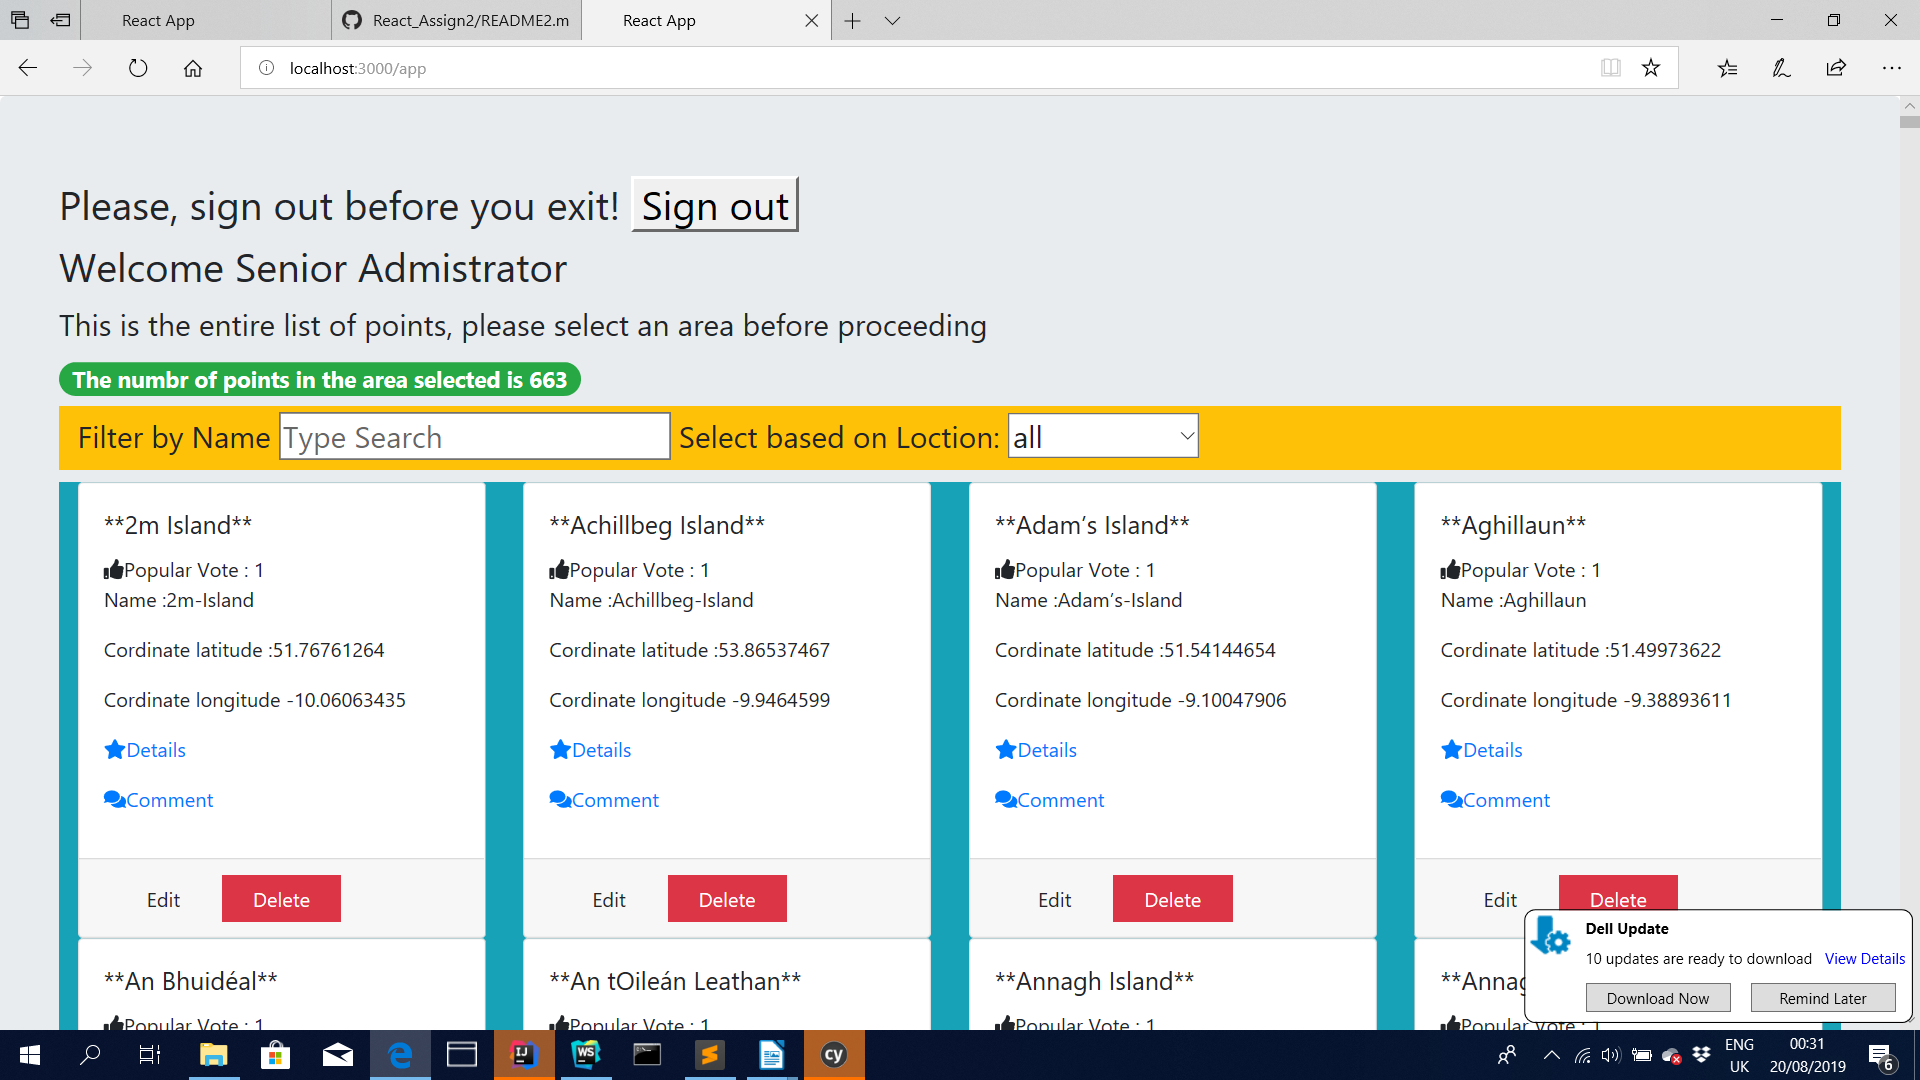 React App
React_Assign2/README2.m
React App
localhost:3000/app
Please, sign out before you exit! Sign out
Welcome Senior Admistrator
This is the entire list of points, please select an area before proceeding
The numbr of points in the area selected is 663
Filter by Name Type Search Select based on Loction: all
**2m Island**
Popular Vote : 1
Name :2m-Island
Cordinate latitude :51.76761264
Cordinate longitude -10.06063435
Details
Comment
Edit Delete
**Achillbeg Island**
Popular Vote : 1
Name :Achillbeg-Island
Cordinate latitude :53.86537467
Cordinate longitude -9.9464599
Details
Comment
Edit Delete
**Adam’s Island**
Popular Vote : 1
Name :Adam’s-Island
Cordinate latitude :51.54144654
Cordinate longitude -9.10047906
Details
Comment
Edit Delete
**Aghillaun**
Popular Vote : 1
Name :Aghillaun
Cordinate latitude :51.49973622
Cordinate longitude -9.38893611
Details
Comment
Edit Delete
**An Bhuidéal**
Popular Vote : 1
**An tOileán Leathan**
Popular Vote : 1
**Annagh Island**
Popular Vote : 1
**Annag
Popular Vote : 1
Dell Update
10 updates are ready to download View Details
Download Now Remind Later
IJ
WS
cy
ENG
UK
00:31
20/08/2019
6